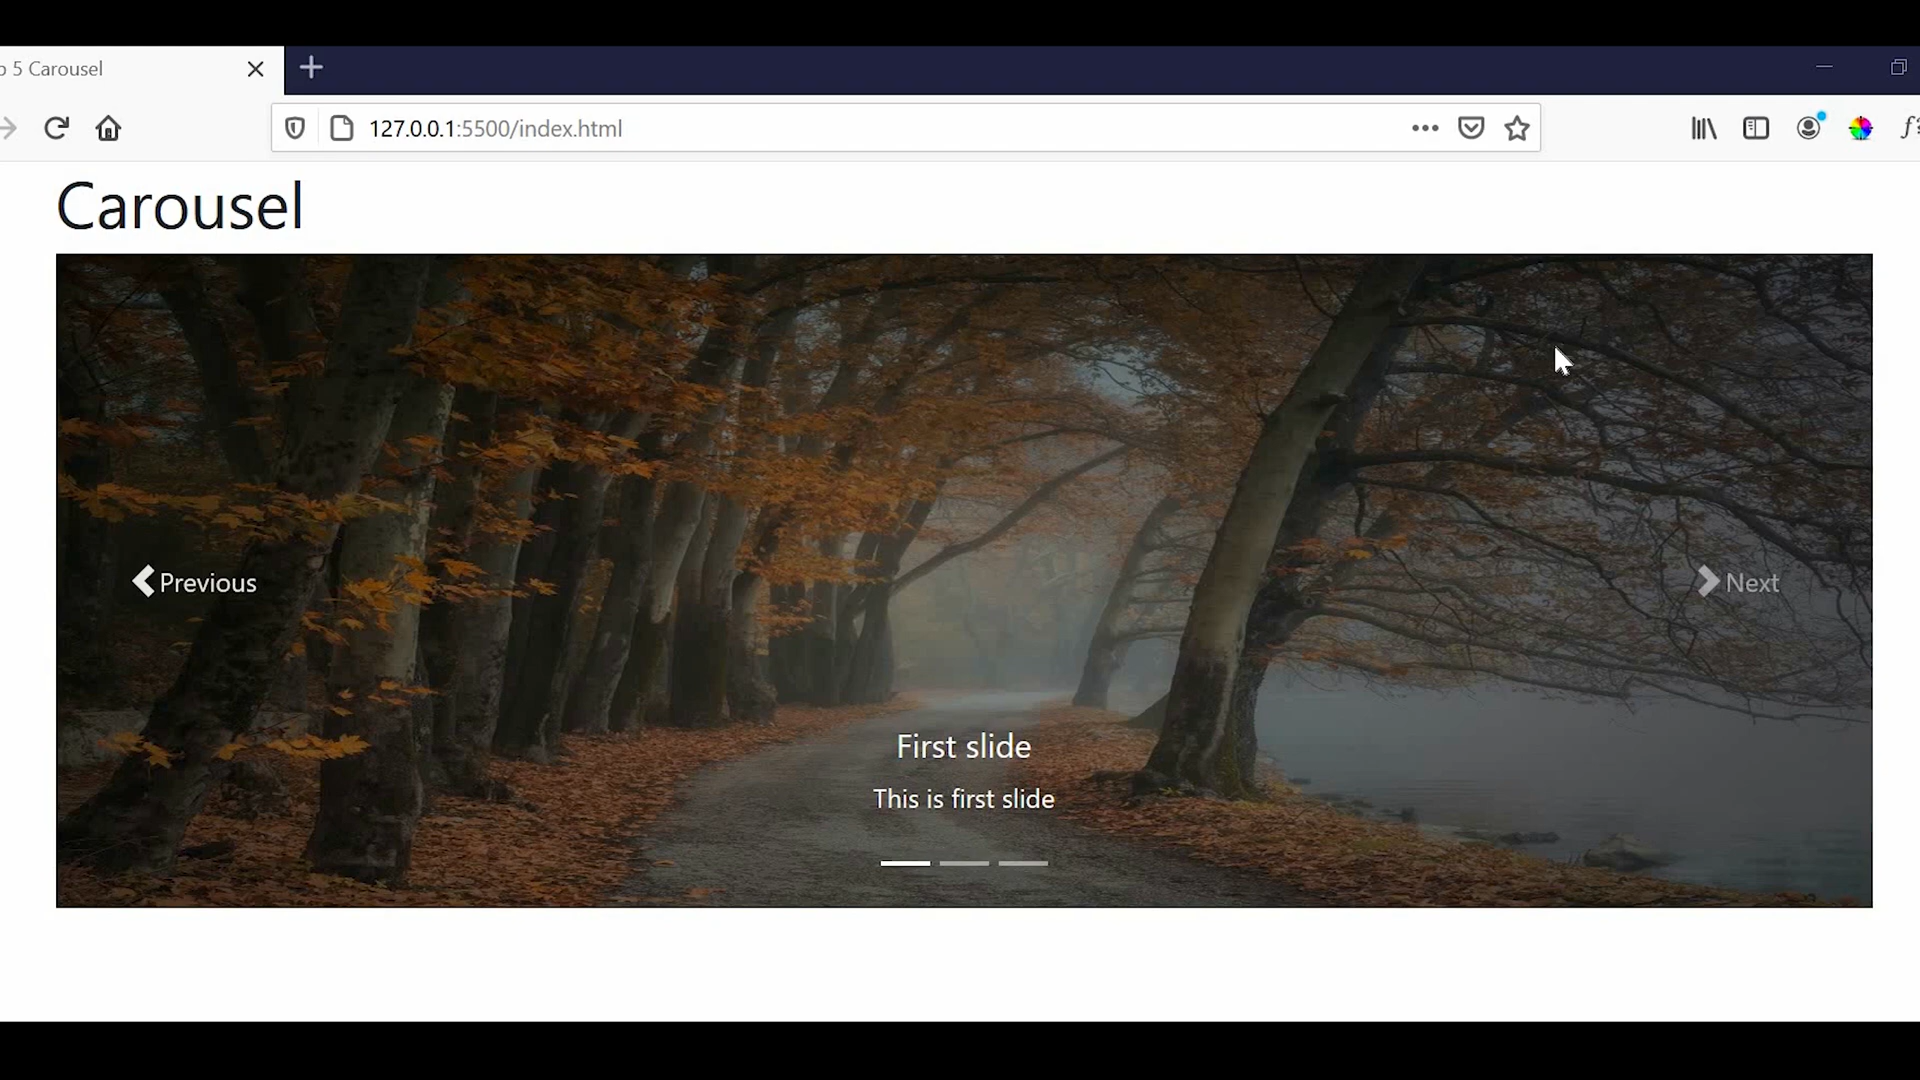 p 5 Carousel
127.0.0.1:5500/index.html
Carousel
Previous
Next
First slide
This is first slide